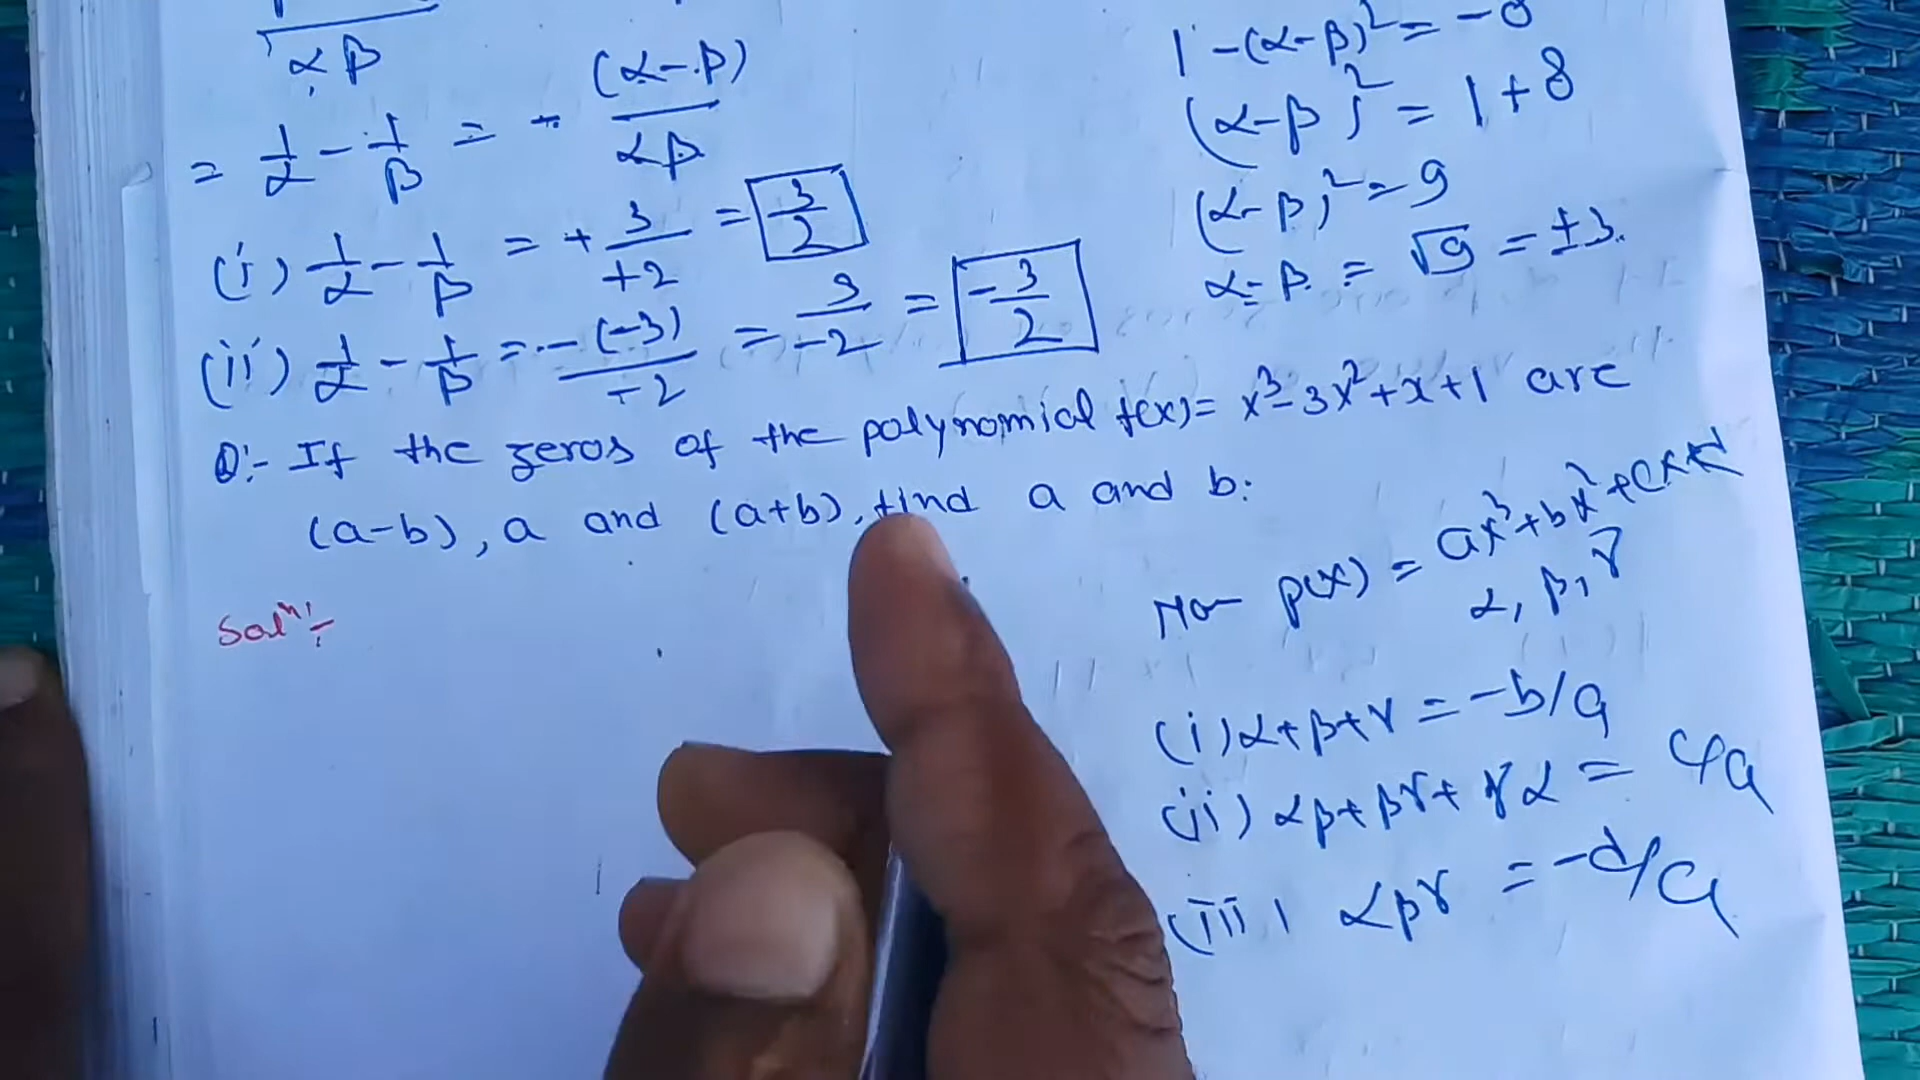 αβ
= 1/α - 1/β = - (α-β)/αβ
(i) 1/α - 1/β = + 3/+2 = 3/2
(ii) 1/α - 1/β = - (-3)/-2 = 3/-2 = -3/2
1 - (α-β)² = -8
(α-β)² = 1+8
(α-β)² = 9
α-β = √9 = ±3.
Q:- If the zeros of the polynomial f(x) = x³-3x²+x+1 are
(a-b), a and (a+b), find a and b:
Solⁿ:-
p(x) = ax³+bx²+cx+d
α, β, γ
(i) α+β+γ = -b/a
(ii) αβ+βγ+γα = c/a
(iii) αβγ = -d/a